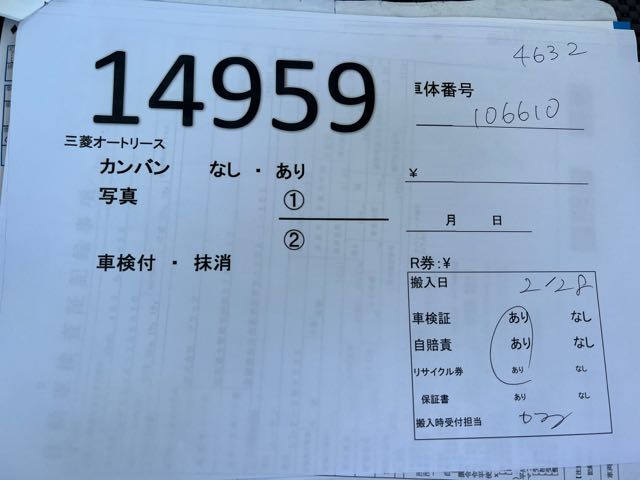 4632
14959
車体番号
106610
三菱オートリース
カンバン なし ・ あり
¥
写真 ①
月 日
②
車検付 ・ 抹消
R券:¥
搬入日 2/28
車検証 あり なし
自賠責 あり なし
リサイクル券 あり なし
保証書 あり なし
搬入時受付担当